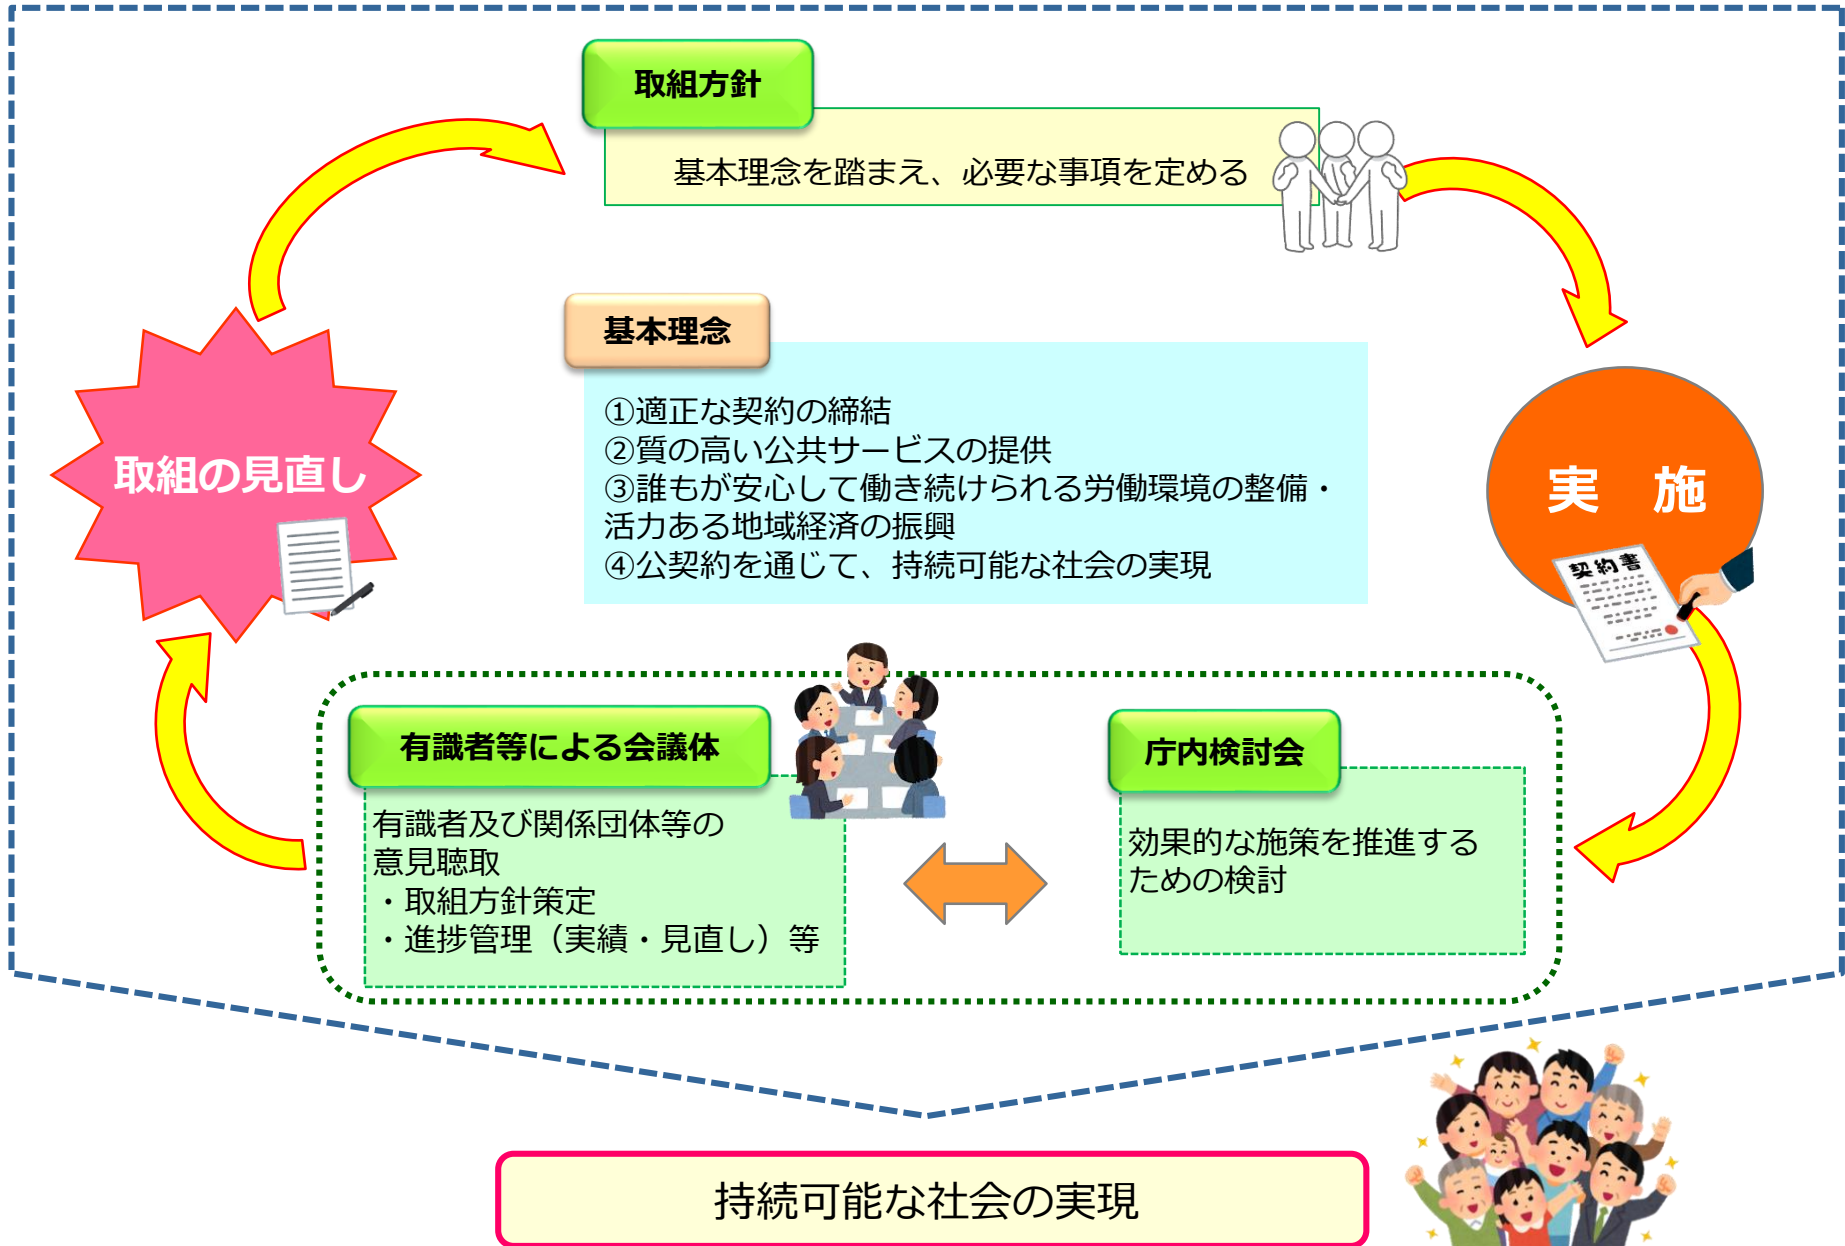 取組方針
基本理念を踏まえ、必要な事項を定める
基本理念
①適正な契約の締結
②質の高い公共サービスの提供
③誰もが安心して働き続けられる労働環境の整備・
活力ある地域経済の振興
④公契約を通じて、持続可能な社会の実現
取組の見直し
実　施
契約書
有識者等による会議体
有識者及び関係団体等の
意見聴取
・取組方針策定
・進捗管理（実績・見直し）等
庁内検討会
効果的な施策を推進する
ための検討
持続可能な社会の実現